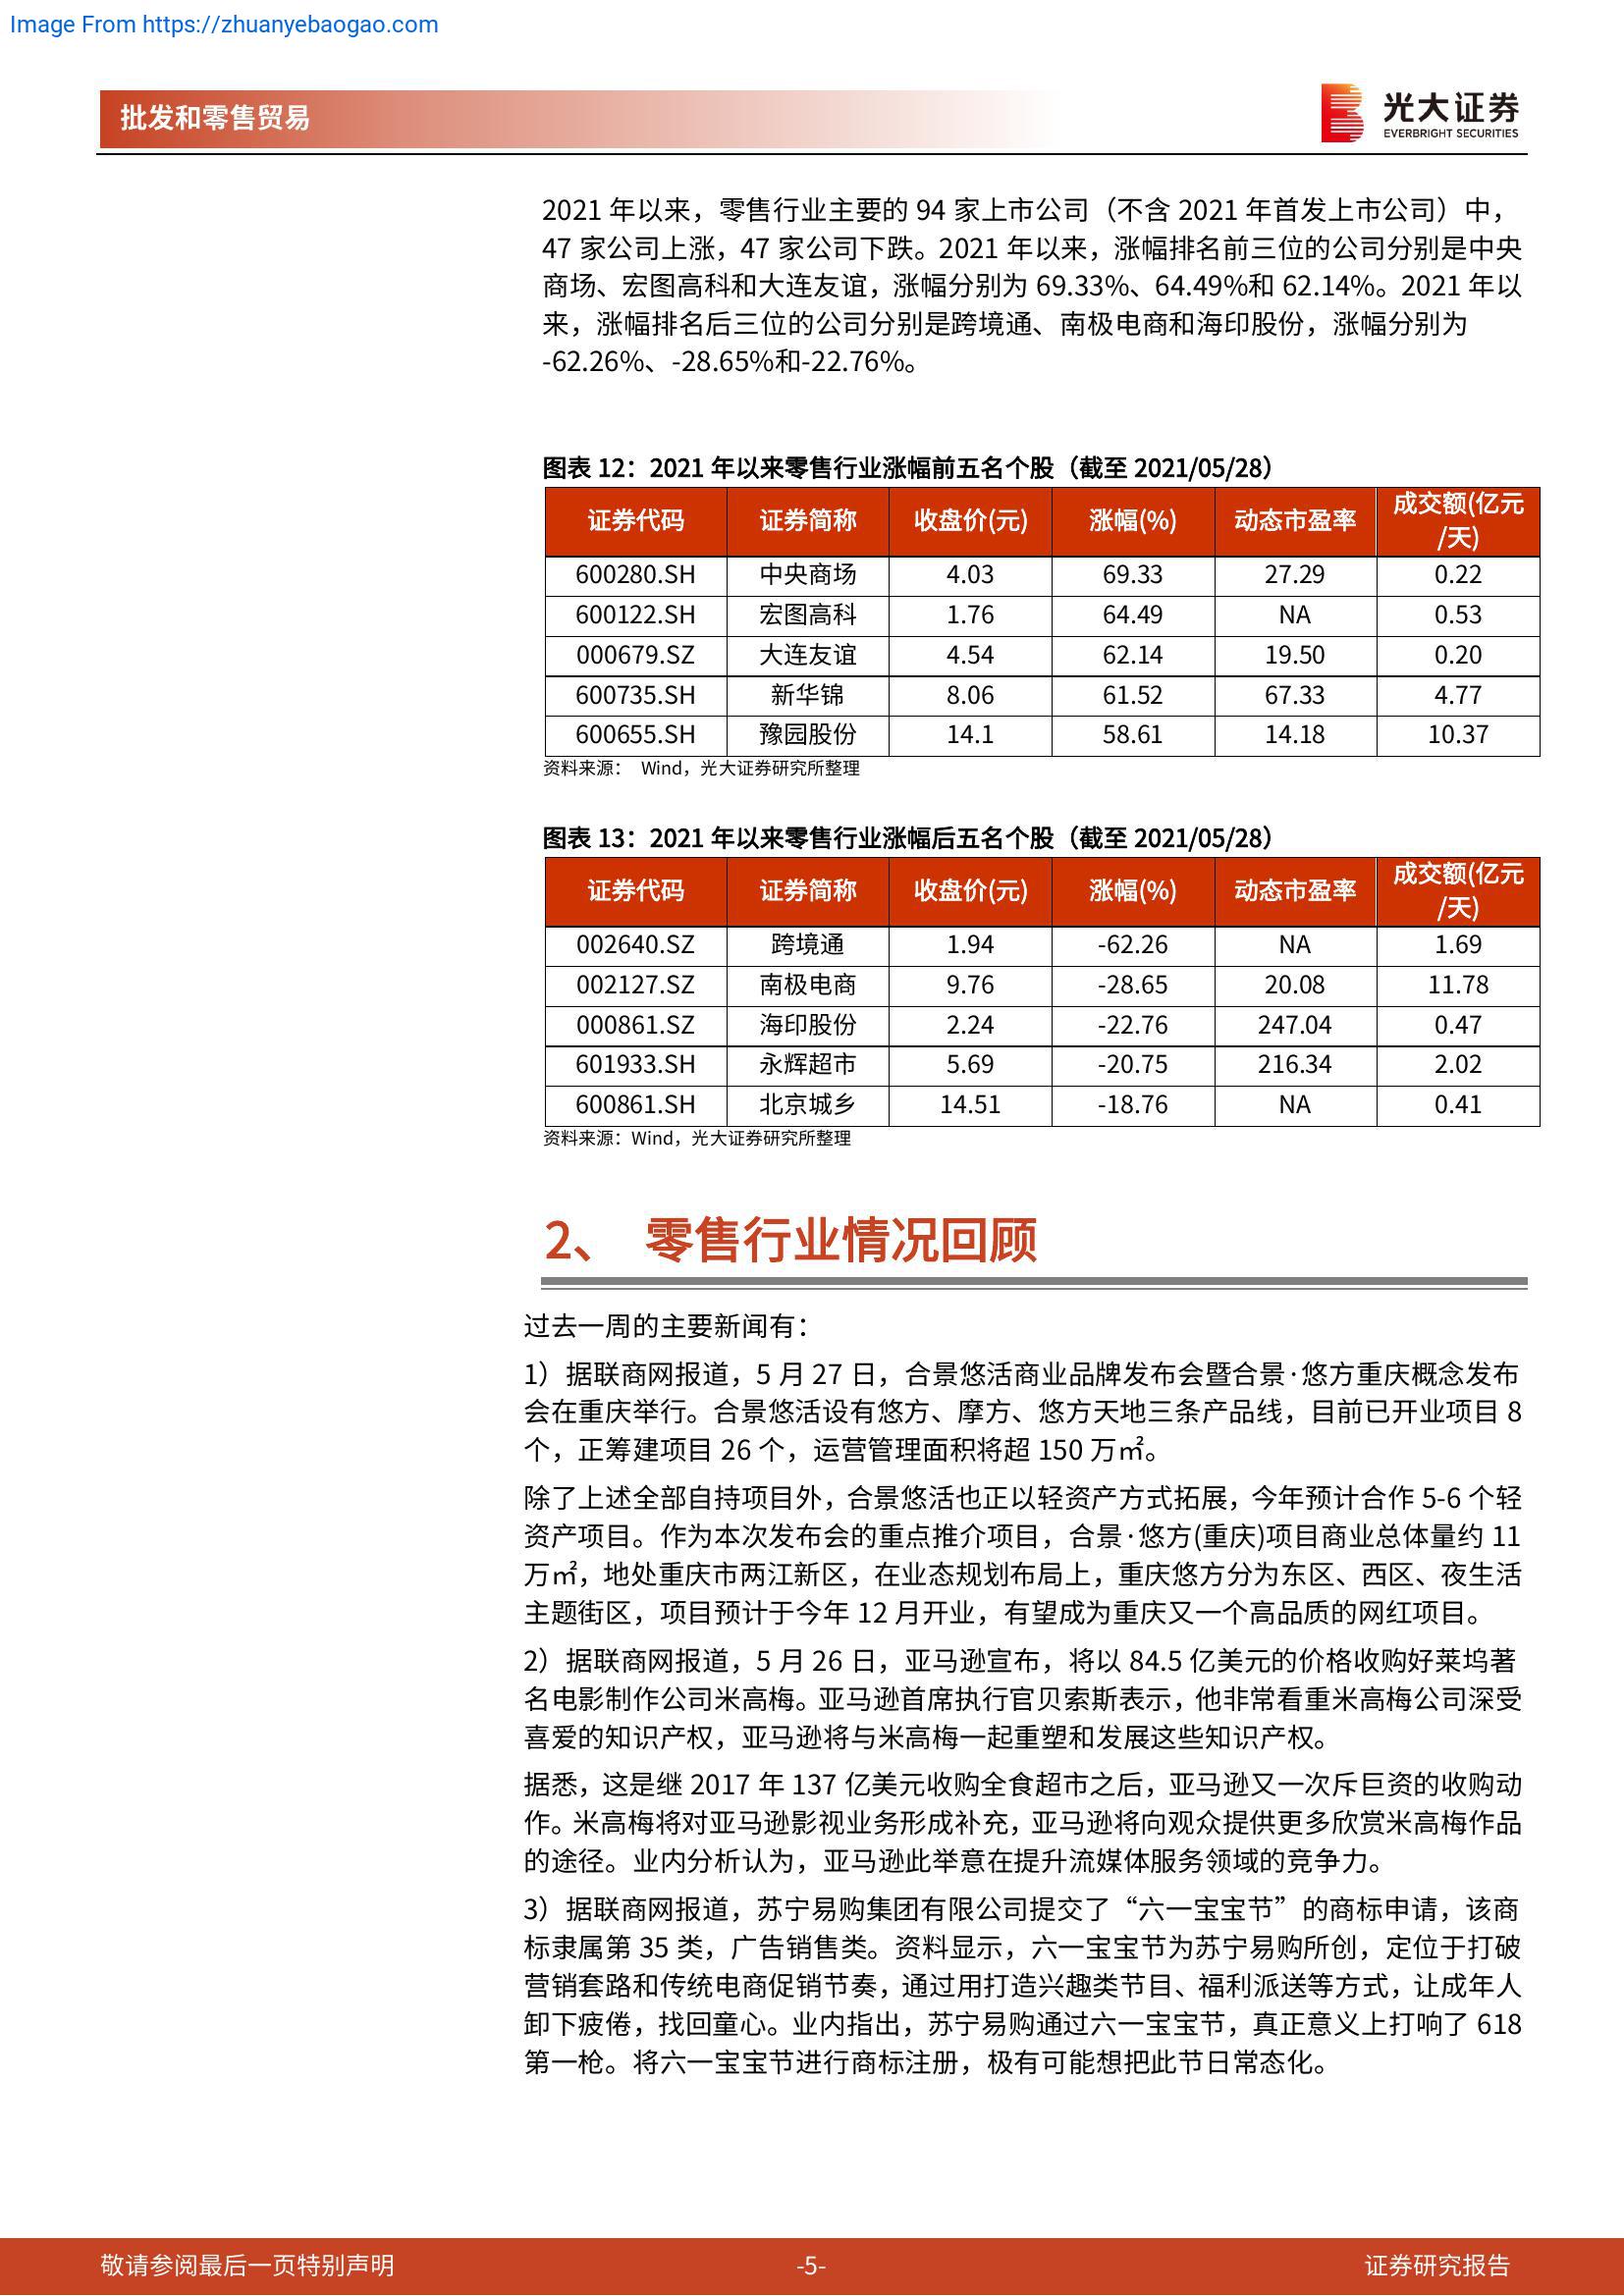 Image From https://zhuanyebaogao.com
批发和零售贸易
光大证券
EVERBRIGHT SECURITIES
2021 年以来，零售行业主要的 94 家上市公司（不含 2021 年首发上市公司）中，
47 家公司上涨，47 家公司下跌。2021 年以来，涨幅排名前三位的公司分别是中央
商场、宏图高科和大连友谊，涨幅分别为 69.33%、64.49%和 62.14%。2021 年以
来，涨幅排名后三位的公司分别是跨境通、南极电商和海印股份，涨幅分别为
-62.26%、-28.65%和-22.76%。
图表 12：2021 年以来零售行业涨幅前五名个股（截至 2021/05/28）
证券代码 证券简称 收盘价(元) 涨幅(%) 动态市盈率 成交额(亿元
/天)
600280.SH 中央商场 4.03 69.33 27.29 0.22
600122.SH 宏图高科 1.76 64.49 NA 0.53
000679.SZ 大连友谊 4.54 62.14 19.50 0.20
600735.SH 新华锦 8.06 61.52 67.33 4.77
600655.SH 豫园股份 14.1 58.61 14.18 10.37
资料来源： Wind，光大证券研究所整理
图表 13：2021 年以来零售行业涨幅后五名个股（截至 2021/05/28）
证券代码 证券简称 收盘价(元) 涨幅(%) 动态市盈率 成交额(亿元
/天)
002640.SZ 跨境通 1.94 -62.26 NA 1.69
002127.SZ 南极电商 9.76 -28.65 20.08 11.78
000861.SZ 海印股份 2.24 -22.76 247.04 0.47
601933.SH 永辉超市 5.69 -20.75 216.34 2.02
600861.SH 北京城乡 14.51 -18.76 NA 0.41
资料来源：Wind，光大证券研究所整理
2、 零售行业情况回顾
过去一周的主要新闻有：
1）据联商网报道，5 月 27 日，合景悠活商业品牌发布会暨合景·悠方重庆概念发布
会在重庆举行。合景悠活设有悠方、摩方、悠方天地三条产品线，目前已开业项目 8
个，正筹建项目 26 个，运营管理面积将超 150 万㎡。
除了上述全部自持项目外，合景悠活也正以轻资产方式拓展，今年预计合作 5-6 个轻
资产项目。作为本次发布会的重点推介项目，合景·悠方(重庆)项目商业总体量约 11
万㎡，地处重庆市两江新区，在业态规划布局上，重庆悠方分为东区、西区、夜生活
主题街区，项目预计于今年 12 月开业，有望成为重庆又一个高品质的网红项目。
2）据联商网报道，5 月 26 日，亚马逊宣布，将以 84.5 亿美元的价格收购好莱坞著
名电影制作公司米高梅。亚马逊首席执行官贝索斯表示，他非常看重米高梅公司深受
喜爱的知识产权，亚马逊将与米高梅一起重塑和发展这些知识产权。
据悉，这是继 2017 年 137 亿美元收购全食超市之后，亚马逊又一次斥巨资的收购动
作。米高梅将对亚马逊影视业务形成补充，亚马逊将向观众提供更多欣赏米高梅作品
的途径。业内分析认为，亚马逊此举意在提升流媒体服务领域的竞争力。
3）据联商网报道，苏宁易购集团有限公司提交了“六一宝宝节”的商标申请，该商
标隶属第 35 类，广告销售类。资料显示，六一宝宝节为苏宁易购所创，定位于打破
营销套路和传统电商促销节奏，通过用打造兴趣类节目、福利派送等方式，让成年人
卸下疲倦，找回童心。业内指出，苏宁易购通过六一宝宝节，真正意义上打响了 618
第一枪。将六一宝宝节进行商标注册，极有可能想把此节日常态化。
敬请参阅最后一页特别声明 -5- 证券研究报告